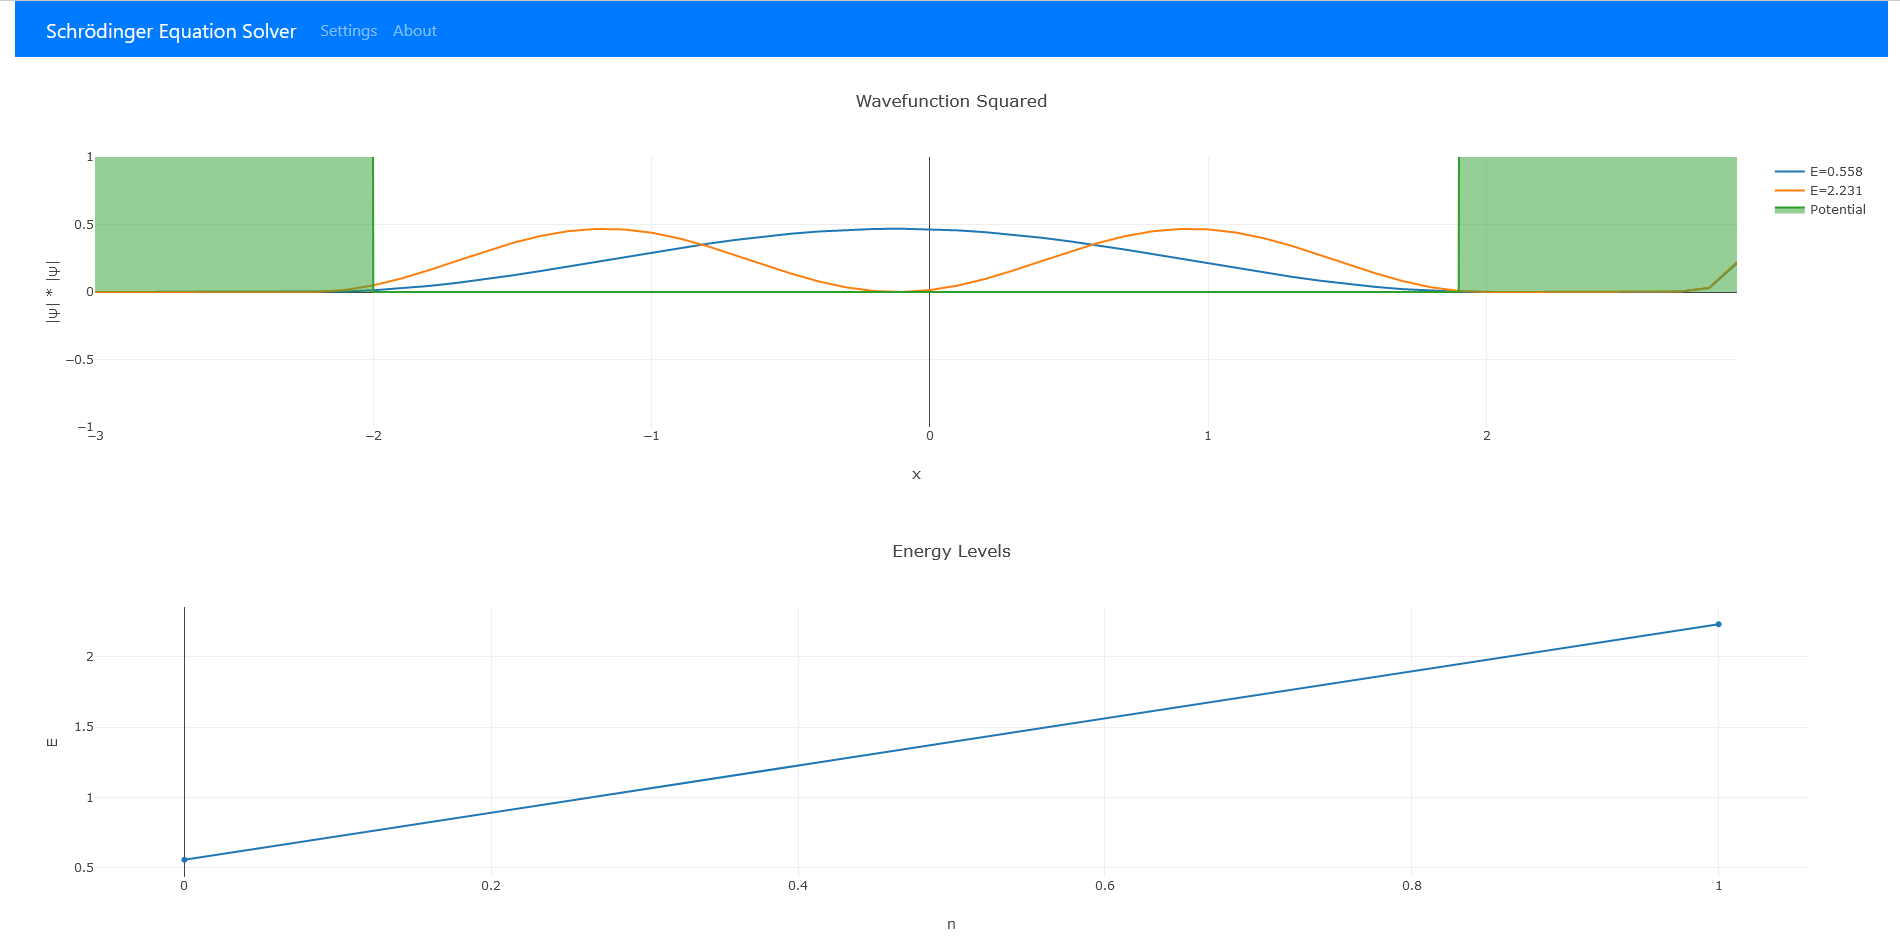 Schrödinger Equation Solver Settings About
Wavefunction Squared
1
0.5
0
−0.5
−1
|ψ| * |ψ|
−3 −2 −1 0 1 2
x
E=0.558
E=2.231
Potential
Energy Levels
2
1.5
1
0.5
E
0 0.2 0.4 0.6 0.8 1
n